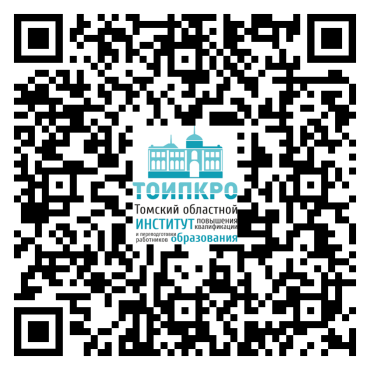 ТОИПКРО
Томский областной
ИНСТИТУТ повышения квалификации
и переподготовки работников образования